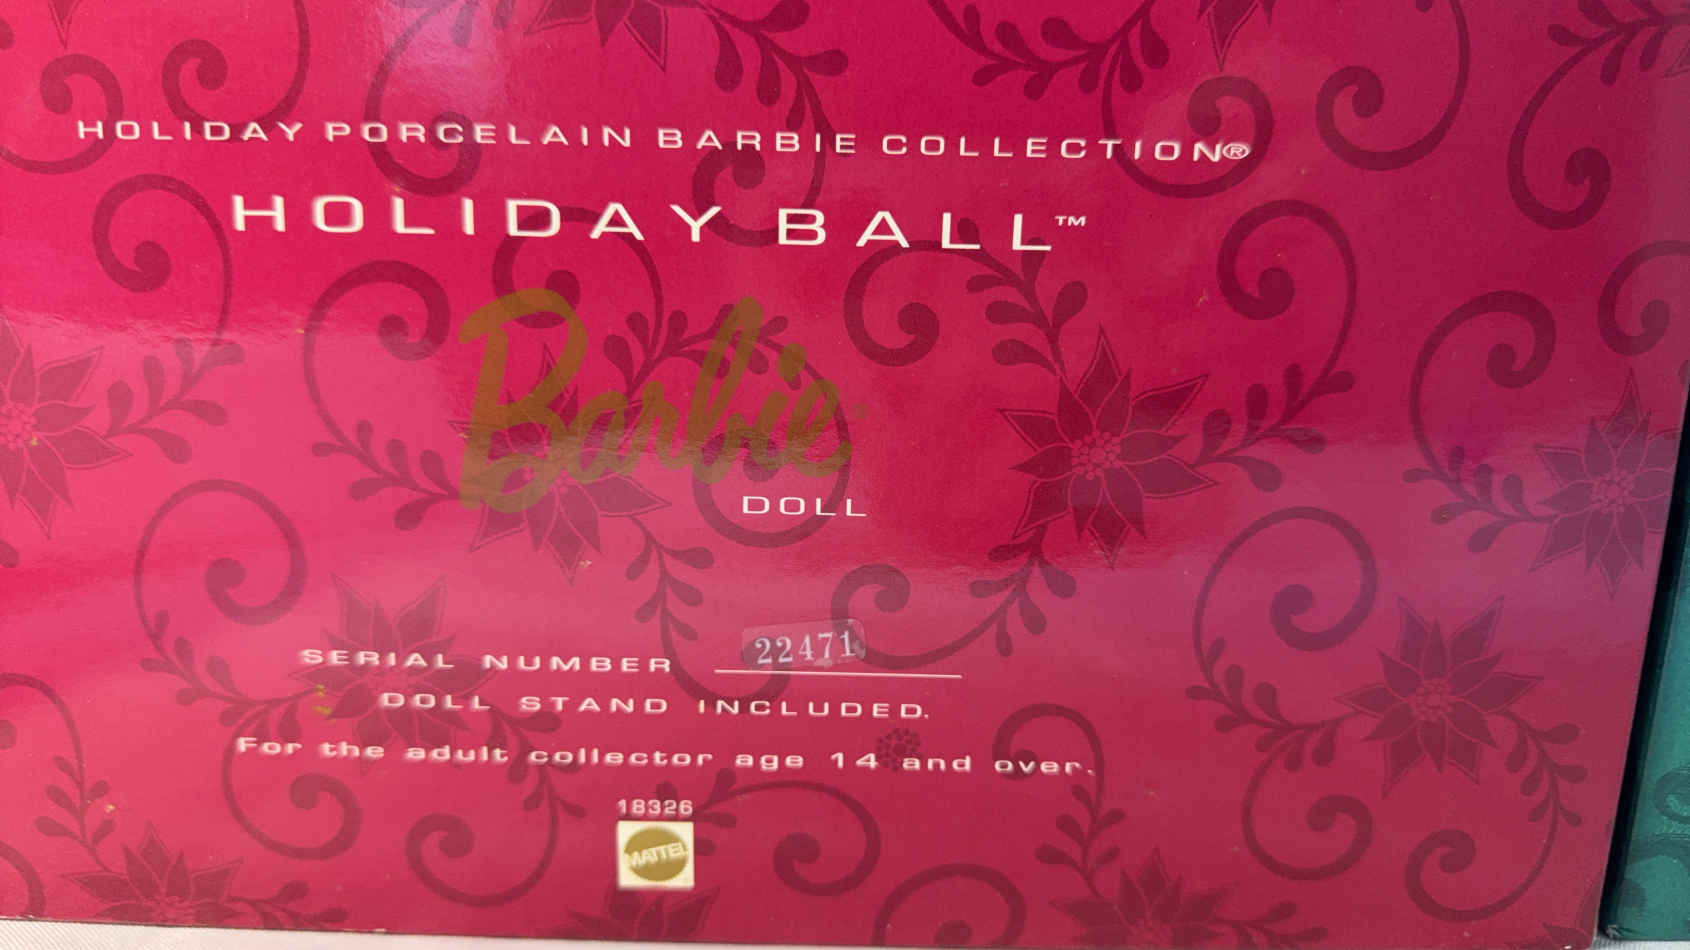 HOLIDAY PORCELAIN BARBIE COLLECTION®
HOLIDAY BALL™
Barbie
DOLL
SERIAL NUMBER 22471
DOLL STAND INCLUDED.
For the adult collector age 14 and over.
18326
MATTEL